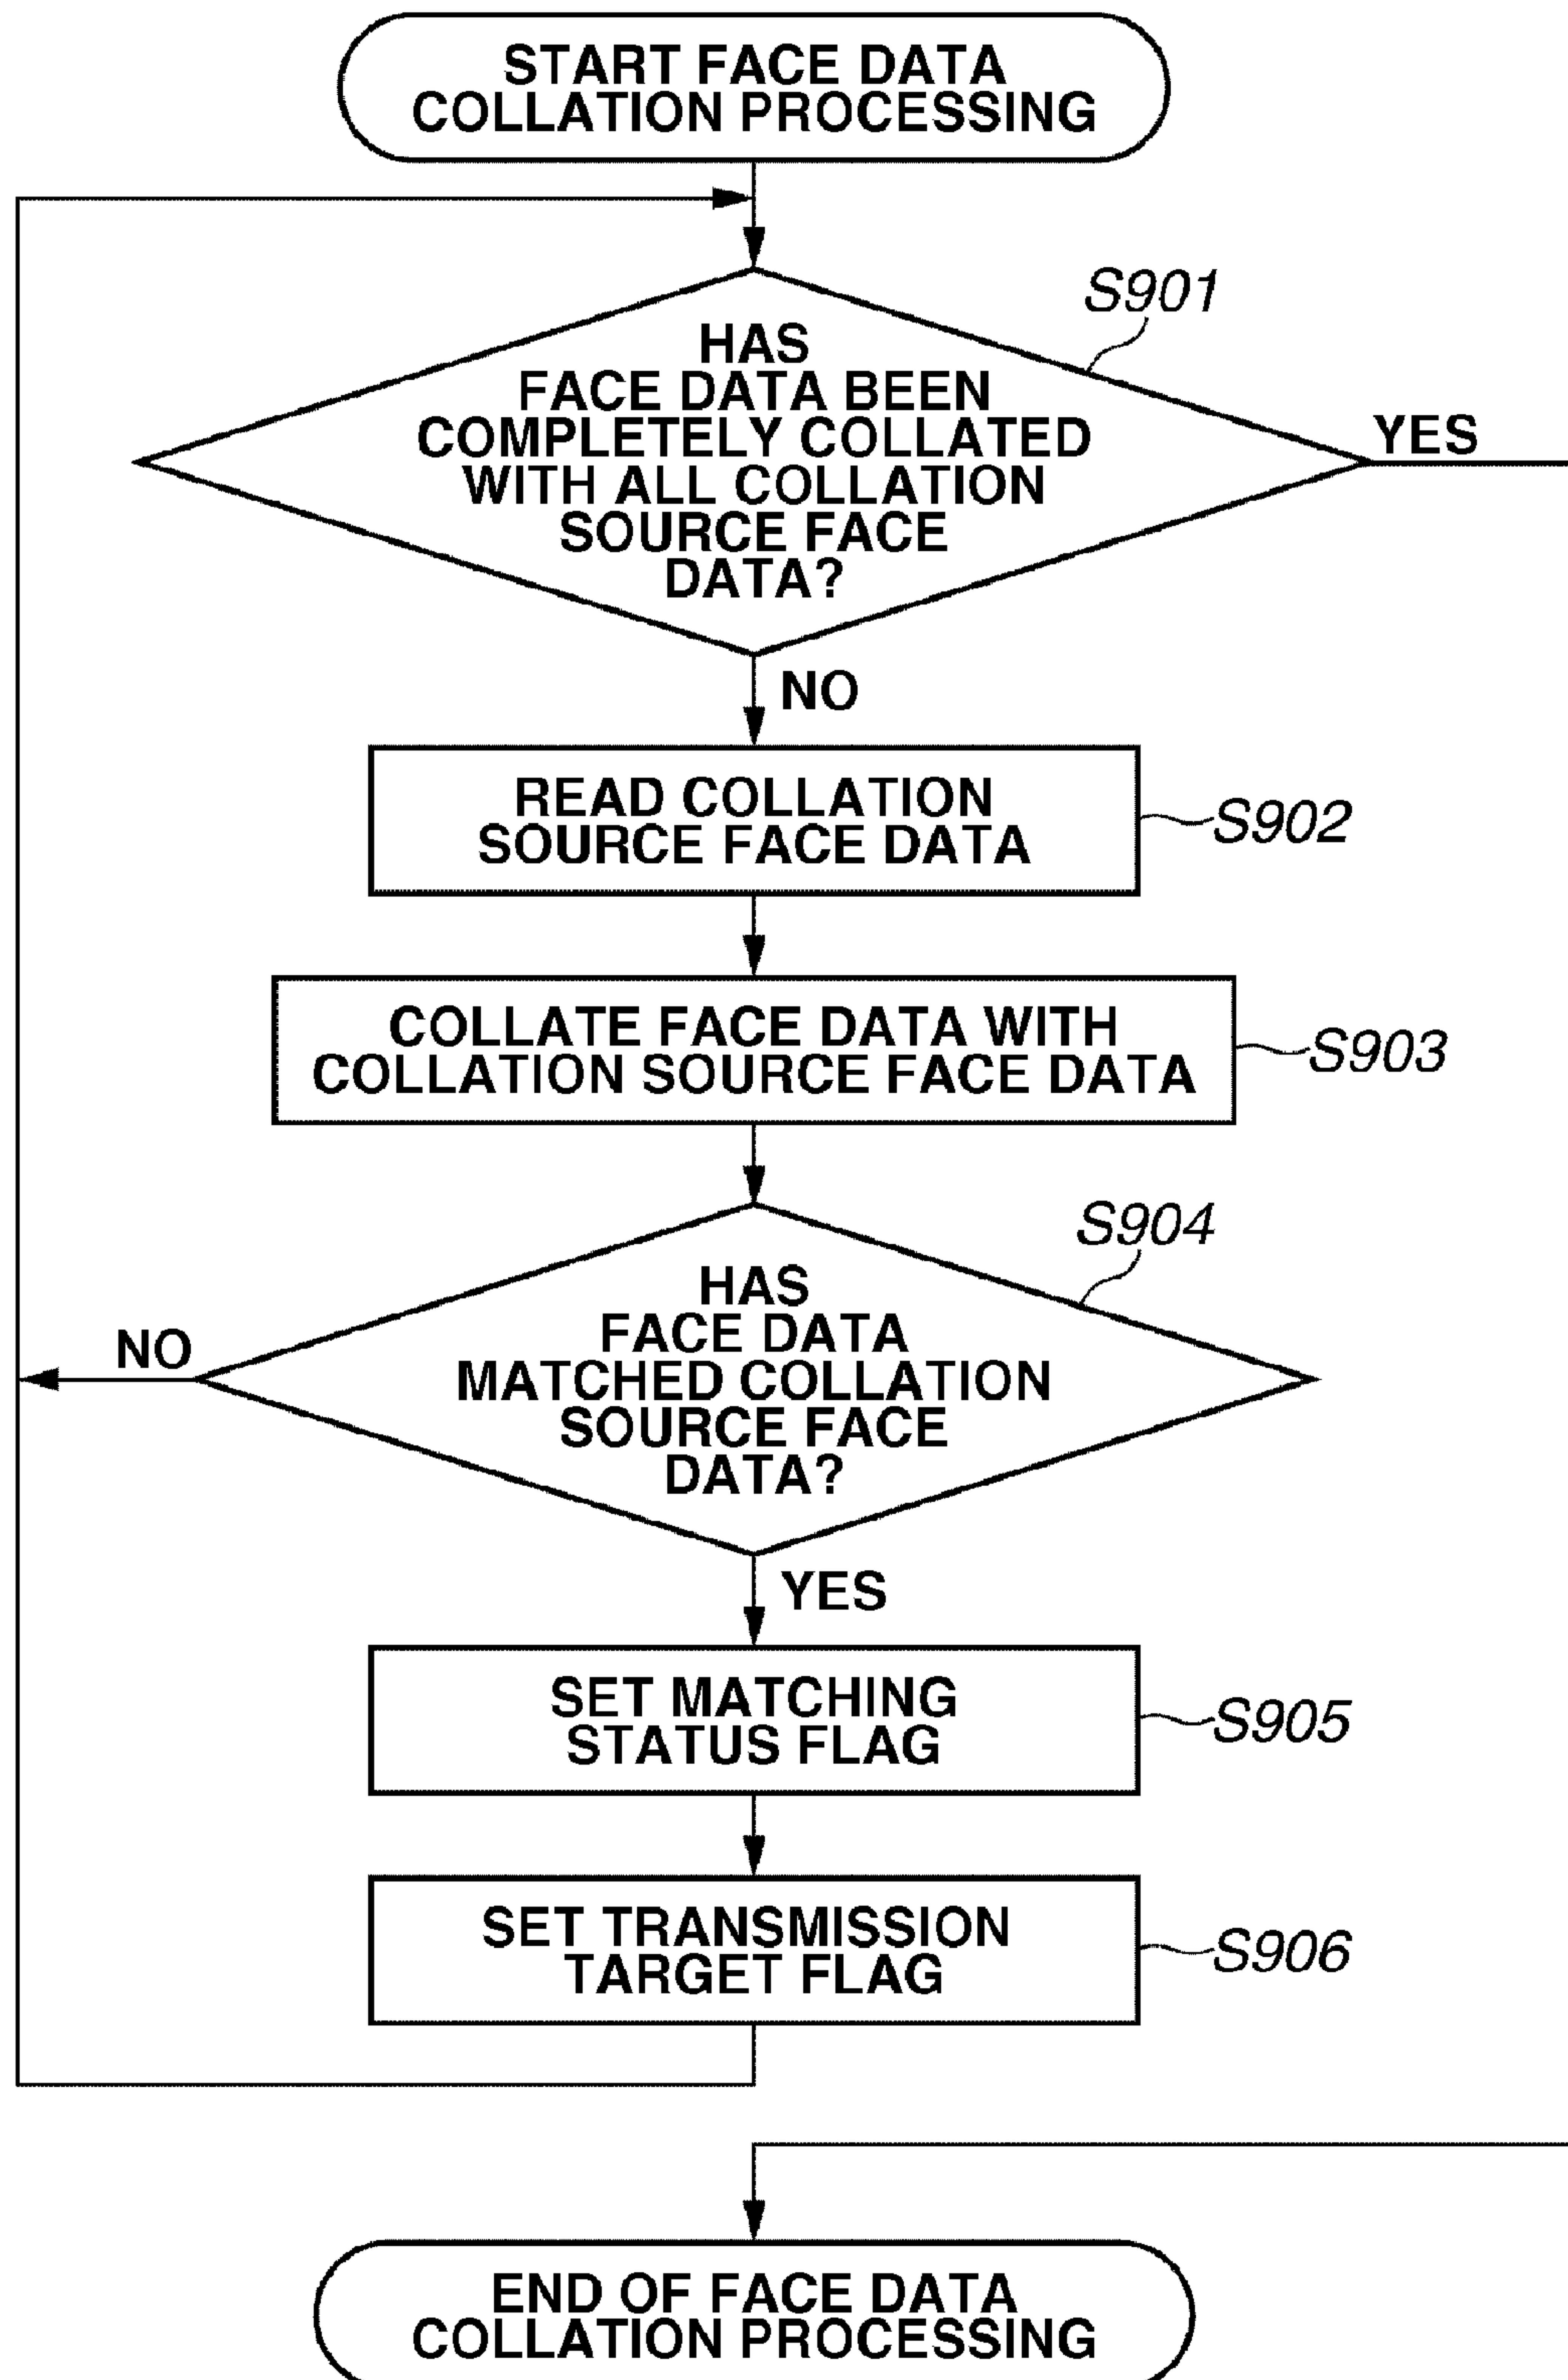 START FACE DATA
COLLATION PROCESSING
S901
HAS
FACE DATA BEEN
COMPLETELY COLLATED
WITH ALL COLLATION
SOURCE FACE
DATA?
YES
NO
READ COLLATION
SOURCE FACE DATA
S902
COLLATE FACE DATA WITH
COLLATION SOURCE FACE DATA
S903
S904
HAS
FACE DATA
MATCHED COLLATION
SOURCE FACE
DATA?
NO
YES
SET MATCHING
STATUS FLAG
S905
SET TRANSMISSION
TARGET FLAG
S906
END OF FACE DATA
COLLATION PROCESSING